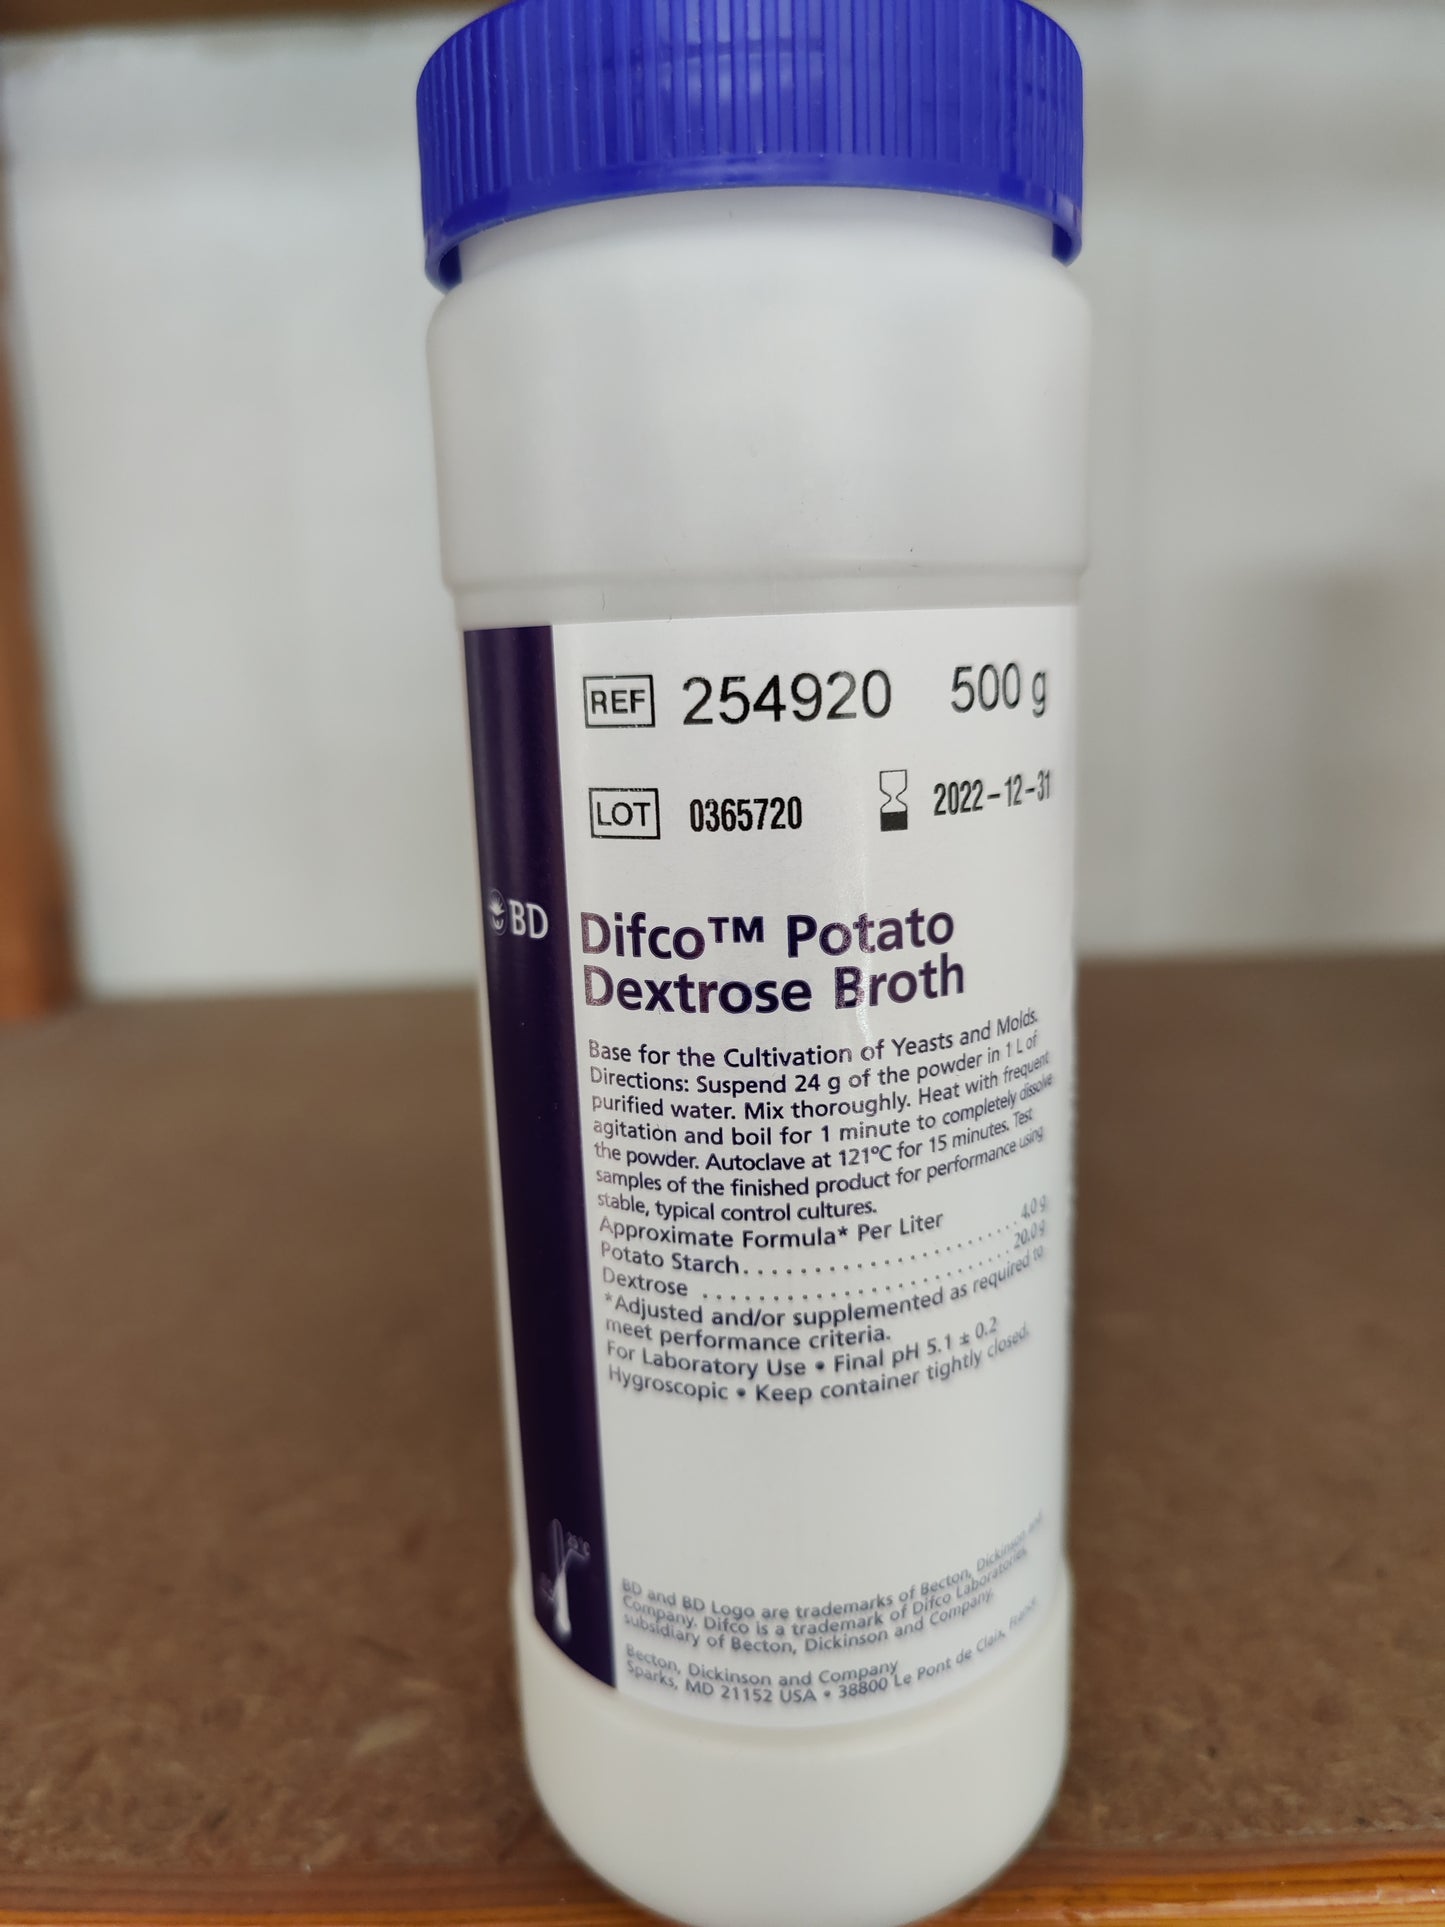 REF 254920 500 g
LOT 0365720 2022-12-31
BD
Difco™ Potato
Dextrose Broth
Base for the Cultivation of Yeasts and Molds.
Directions: Suspend 24 g of the powder in 1 L of
purified water. Mix thoroughly. Heat with frequent
agitation and boil for 1 minute to completely dissolve
the powder. Autoclave at 121°C for 15 minutes. Test
samples of the finished product for performance using
stable, typical control cultures.
Approximate Formula* Per Liter
Potato Starch........................4.0 g
Dextrose ........................20.0 g
*Adjusted and/or supplemented as required to
meet performance criteria.
For Laboratory Use • Final pH 5.1 ± 0.2
Hygroscopic • Keep container tightly closed.
25°C
BD and BD Logo are trademarks of Becton, Dickinson and
Company. Difco is a trademark of Difco Laboratories,
subsidiary of Becton, Dickinson and Company.
Becton, Dickinson and Company
Sparks, MD 21152 USA • 38800 Le Pont de Claix, France